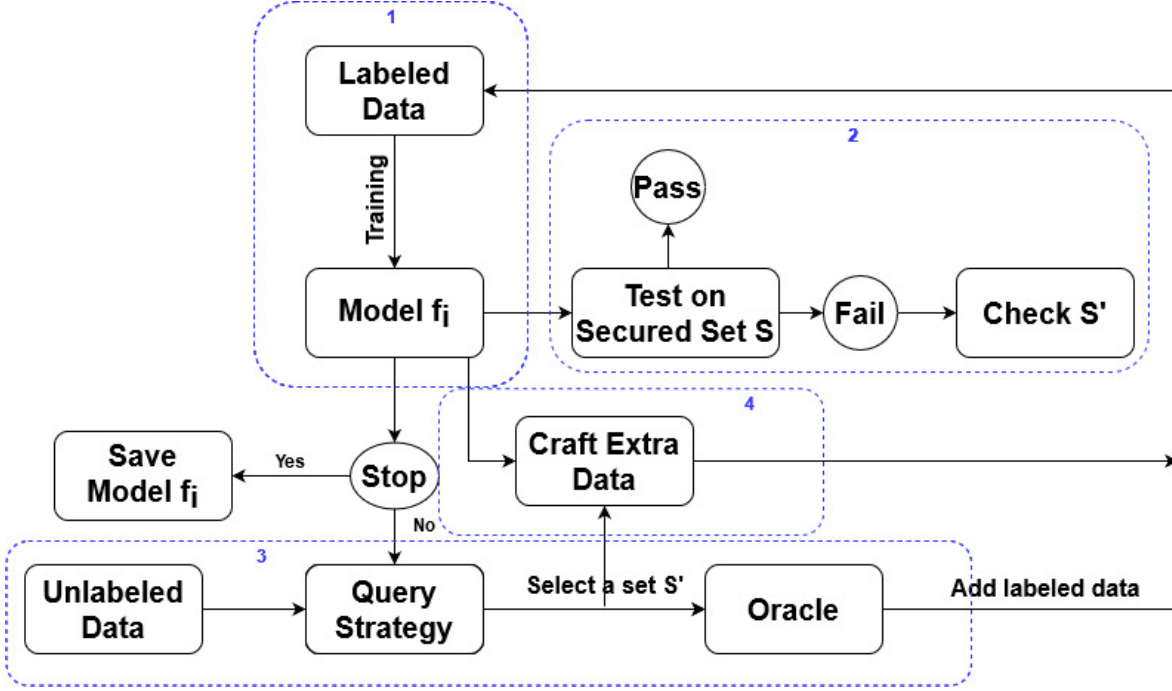 1
Labeled
Data
2
Pass
Training
Model fi
Test on
Secured Set S
Fail
Check S'
4
Craft Extra
Data
Save
Model fi
Yes
Stop
No
3
Unlabeled
Data
Query
Strategy
Select a set S'
Oracle
Add labeled data